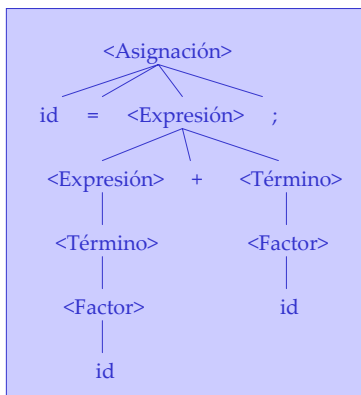 <Asignación>
id = <Expresión> ;
<Expresión> + <Término>
<Término> <Factor>
<Factor> id
id